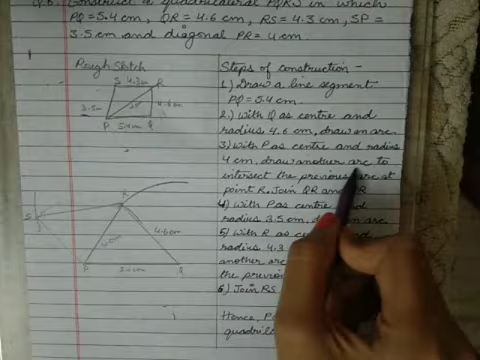 Q.8 Construct a quadrilateral PQRS in which
PQ = 5.4 cm, QR = 4.6 cm, RS = 4.3 cm, SP =
3.5 cm and diagonal PR = 4 cm.
Rough Sketch
S 4.3 cm R
3.5 cm
4.6 cm
P 5.4 cm Q
R
S
4 cm
4.6 cm
P
Q
Steps of construction -
1) Draw a line segment
PQ = 5.4 cm.
2.) With Q as centre and
radius 4.6 cm, draw an arc.
3) With P as centre and radius
4 cm, draw another arc to
intersect the previous arc at
point R. Join QR and PR
4) With P as centre and
radius 3.5 cm, arc.
5) With R as
radius 4.3
another arc
the
6) Join RS
Hence,